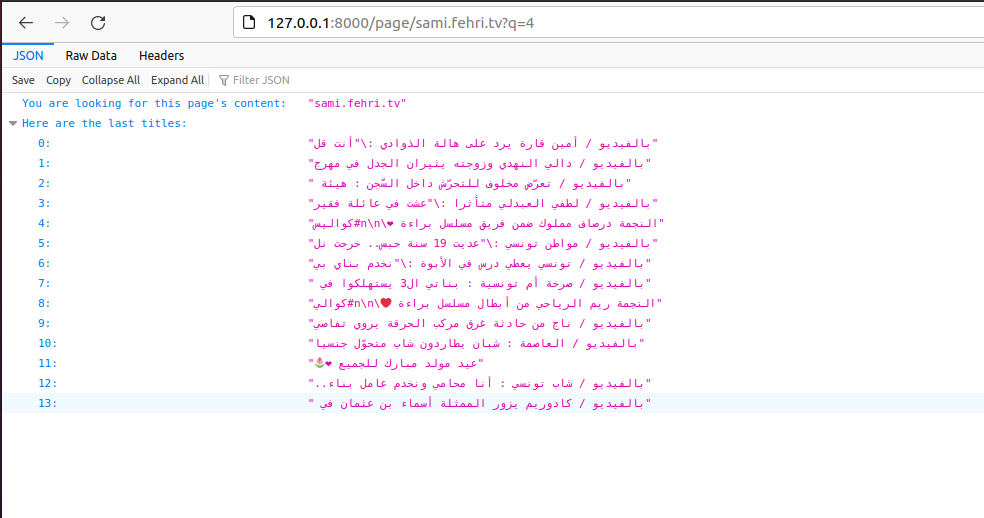 127.0.0.1:8000/page/sami.fehri.tv?q=4
JSON Raw Data Headers
Save Copy Collapse All Expand All Filter JSON
You are looking for this page's content: "sami.fehri.tv"
Here are the last titles:
0: "بالفيديو / أمين قارة يرد على هالة الذوادي :\"أنت قل"
1: "بالفيديو / دالي النهدي وزوجته يثيران الجدل في مهرج"
2: "بالفيديو / تعرّض مخلوف للتحرّش داخل السّجن : هيئة "
3: "بالفيديو / لطفي العبدلي متأثرا :\"عشت في عائلة فقير"
4: "النجمة درصاف مملوك ضمن فريق مسلسل براءة ❤\n\n#كواليس"
5: "بالفيديو / مواطن تونسي :\"عديت 19 سنة حبس.. خرجت نل"
6: "بالفيديو / تونسي يعطي درس في الأبوة :\"نخدم بناي بي"
7: "بالفيديو / صرخة أم تونسية : بناتي ال3 يستهلكوا في "
8: "النجمة ريم الرياحي من أبطال مسلسل براءة ❤️\n\n#كوالي"
9: "بالفيديو / ناج من حادثة غرق مركب الحرقة يروي تفاصي"
10: "بالفيديو / العاصمة : شبان يطاردون شاب متحوّل جنسيا"
11: "عيد مولد مبارك للجميع ❤🌷"
12: "بالفيديو / شاب تونسي : أنا محامي ونخدم عامل بناء.."
13: "بالفيديو / كادوريم يزور الممثلة أسماء بن عثمان في "